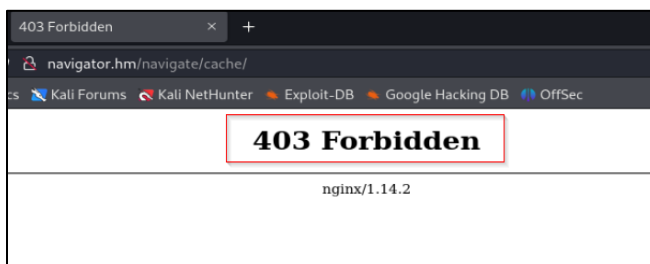 403 Forbidden × +
navigator.hm/navigate/cache/
cs Kali Forums Kali NetHunter Exploit-DB Google Hacking DB OffSec
403 Forbidden
nginx/1.14.2